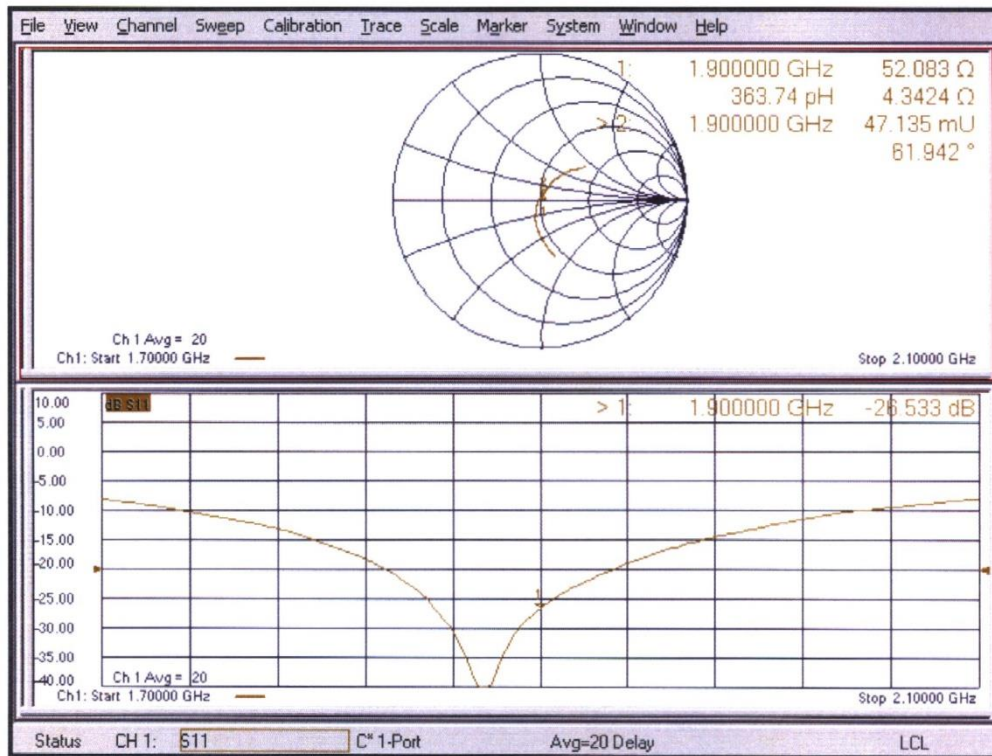 File View Channel Sweep Calibration Trace Scale Marker System Window Help
1: 1.900000 GHz 52.083 Ω
363.74 pH 4.3424 Ω
> 2: 1.900000 GHz 47.135 mU
61.942 °
Ch 1 Avg = 20
Ch1: Start 1.70000 GHz
Stop 2.10000 GHz
10.00
dB S11
> 1: 1.900000 GHz -26.533 dB
5.00
0.00
-5.00
-10.00
-15.00
-20.00
-25.00
1
-30.00
-35.00
-40.00
Ch 1 Avg = 20
Ch1: Start 1.70000 GHz
Stop 2.10000 GHz
Status CH 1: S11 C* 1-Port Avg=20 Delay LCL